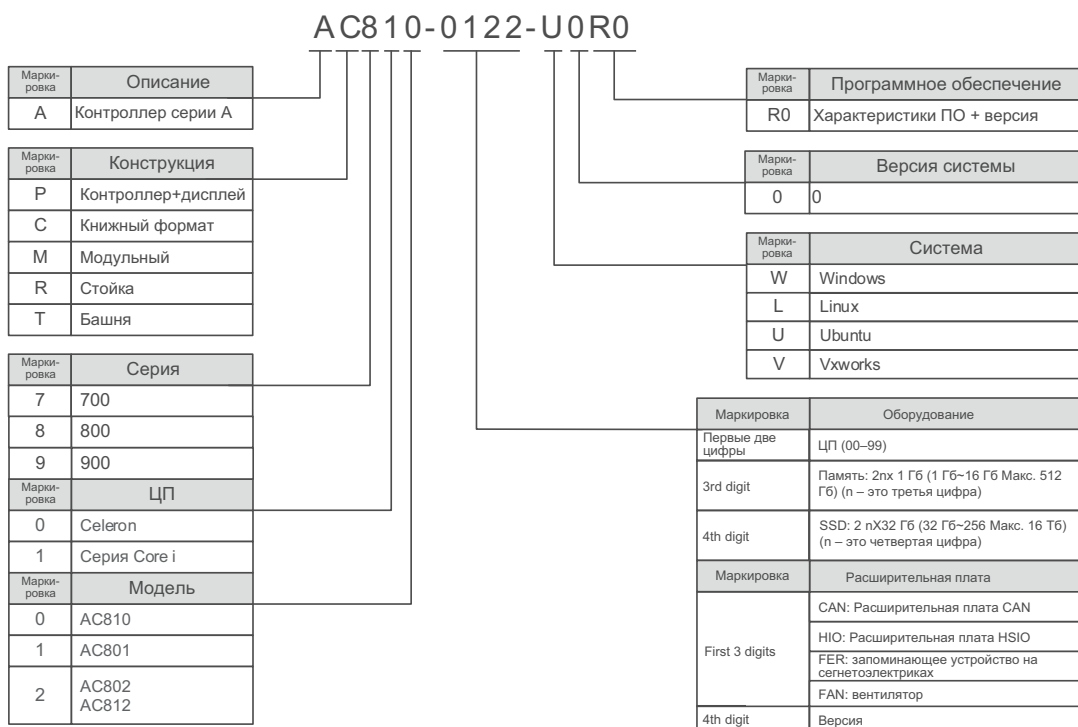 AC810-0122-U0R0
Марки-
ровка
Описание
A
Контроллер серии А
Марки-
ровка
Конструкция
P
Контроллер+дисплей
C
Книжный формат
M
Модульный
R
Стойка
T
Башня
Марки-
ровка
Серия
7
700
8
800
9
900
Марки-
ровка
ЦП
0
Celeron
1
Серия Core i
Марки-
ровка
Модель
0
AC810
1
AC801
2
AC802
AC812
Марки-
ровка
Программное обеспечение
R0
Характеристики ПО + версия
Марки-
ровка
Версия системы
0
0
Марки-
ровка
Система
W
Windows
L
Linux
U
Ubuntu
V
Vxworks
Маркировка
Оборудование
Первые две
цифры
ЦП (00–99)
3rd digit
Память: 2nx 1 Гб (1 Гб~16 Гб Макс. 512
Гб) (n – это третья цифра)
4th digit
SSD: 2 nX32 Гб (32 Гб~256 Макс. 16 Тб)
(n – это четвертая цифра)
Маркировка
Расширительная плата
First 3 digits
CAN: Расширительная плата CAN
HIO: Расширительная плата HSIO
FER: запоминающее устройство на
сегнетоэлектриках
FAN: вентилятор
4th digit
Версия